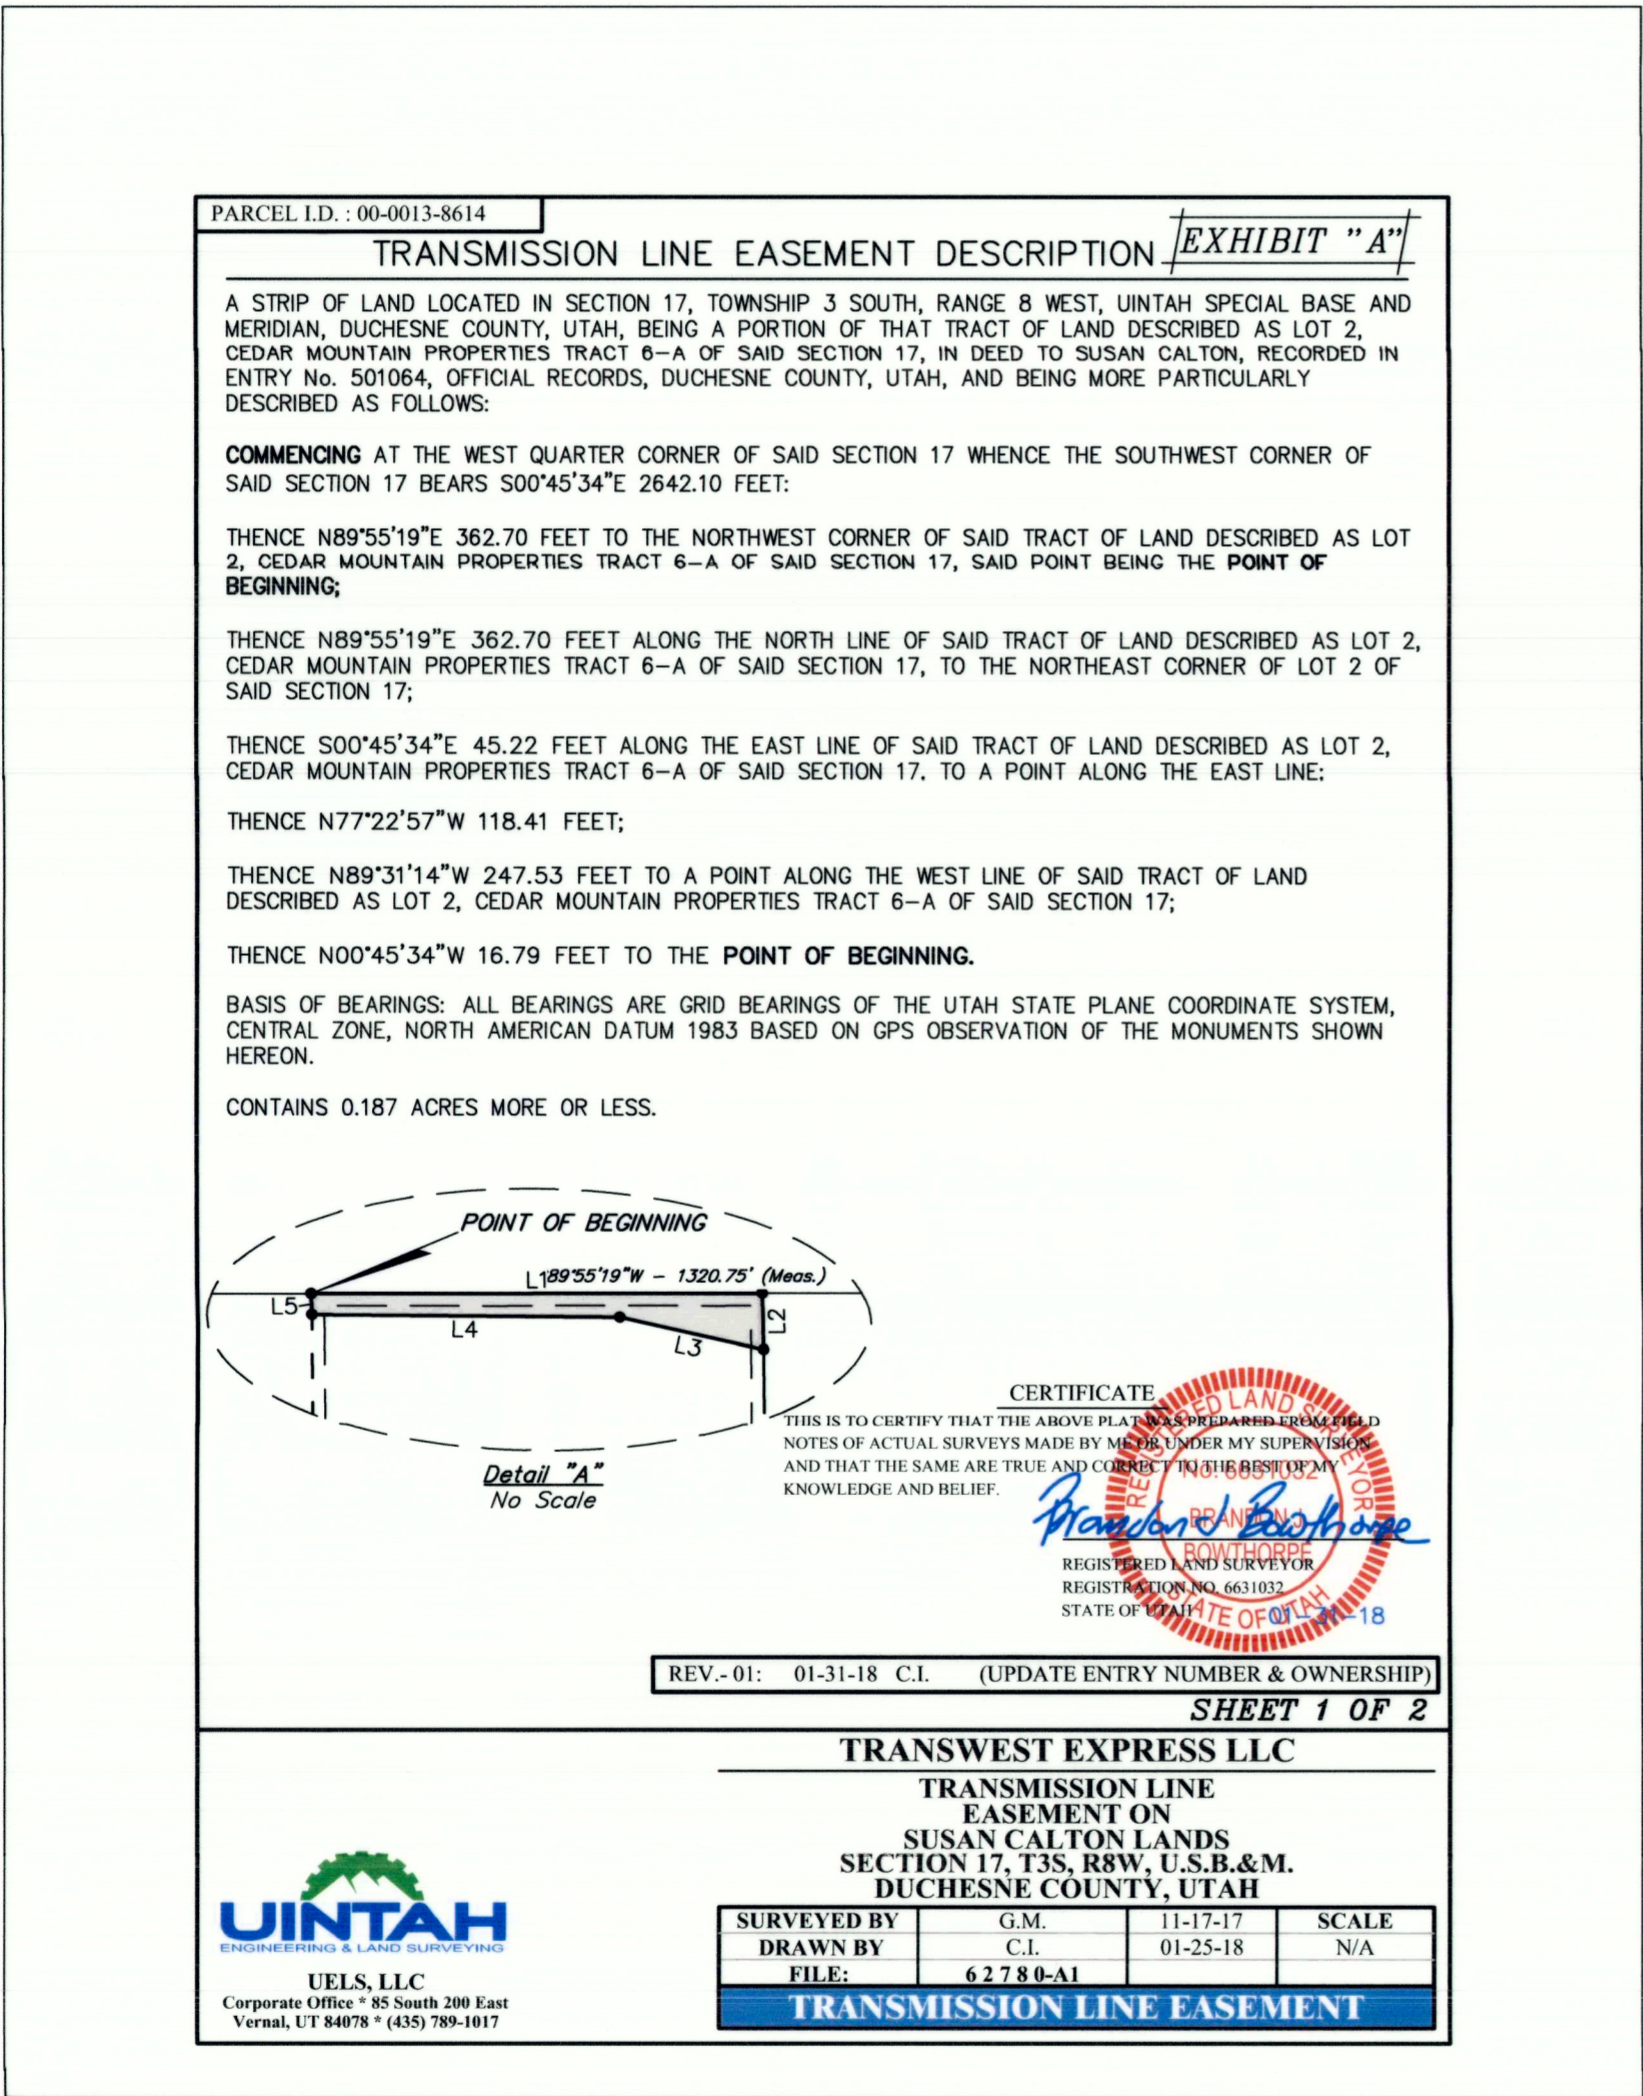 PARCEL I.D. : 00-0013-8614
TRANSMISSION LINE EASEMENT DESCRIPTION
EXHIBIT "A"
A STRIP OF LAND LOCATED IN SECTION 17, TOWNSHIP 3 SOUTH, RANGE 8 WEST, UINTAH SPECIAL BASE AND
MERIDIAN, DUCHESNE COUNTY, UTAH, BEING A PORTION OF THAT TRACT OF LAND DESCRIBED AS LOT 2,
CEDAR MOUNTAIN PROPERTIES TRACT 6-A OF SAID SECTION 17, IN DEED TO SUSAN CALTON, RECORDED IN
ENTRY No. 501064, OFFICIAL RECORDS, DUCHESNE COUNTY, UTAH, AND BEING MORE PARTICULARLY
DESCRIBED AS FOLLOWS:
COMMENCING AT THE WEST QUARTER CORNER OF SAID SECTION 17 WHENCE THE SOUTHWEST CORNER OF
SAID SECTION 17 BEARS S00°45'34"E 2642.10 FEET:
THENCE N89°55'19"E 362.70 FEET TO THE NORTHWEST CORNER OF SAID TRACT OF LAND DESCRIBED AS LOT
2, CEDAR MOUNTAIN PROPERTIES TRACT 6-A OF SAID SECTION 17, SAID POINT BEING THE POINT OF
BEGINNING;
THENCE N89°55'19"E 362.70 FEET ALONG THE NORTH LINE OF SAID TRACT OF LAND DESCRIBED AS LOT 2,
CEDAR MOUNTAIN PROPERTIES TRACT 6-A OF SAID SECTION 17, TO THE NORTHEAST CORNER OF LOT 2 OF
SAID SECTION 17;
THENCE S00°45'34"E 45.22 FEET ALONG THE EAST LINE OF SAID TRACT OF LAND DESCRIBED AS LOT 2,
CEDAR MOUNTAIN PROPERTIES TRACT 6-A OF SAID SECTION 17. TO A POINT ALONG THE EAST LINE:
THENCE N77°22'57"W 118.41 FEET;
THENCE N89°31'14"W 247.53 FEET TO A POINT ALONG THE WEST LINE OF SAID TRACT OF LAND
DESCRIBED AS LOT 2, CEDAR MOUNTAIN PROPERTIES TRACT 6-A OF SAID SECTION 17;
THENCE N00°45'34"W 16.79 FEET TO THE POINT OF BEGINNING.
BASIS OF BEARINGS: ALL BEARINGS ARE GRID BEARINGS OF THE UTAH STATE PLANE COORDINATE SYSTEM,
CENTRAL ZONE, NORTH AMERICAN DATUM 1983 BASED ON GPS OBSERVATION OF THE MONUMENTS SHOWN
HEREON.
CONTAINS 0.187 ACRES MORE OR LESS.
POINT OF BEGINNING
L1 89°55'19"W - 1320.75' (Meas.)
L5
L4
L3
L2
Detail "A"
No Scale
CERTIFICATE
THIS IS TO CERTIFY THAT THE ABOVE PLAT WAS PREPARED FROM FIELD
NOTES OF ACTUAL SURVEYS MADE BY ME OR UNDER MY SUPERVISION
AND THAT THE SAME ARE TRUE AND CORRECT TO THE BEST OF MY
KNOWLEDGE AND BELIEF.
REGISTERED LAND SURVEYOR
No. 6631032
BRANDON J.
BOWTHORPE
STATE OF UTAH
Brandon J Bowthorpe
REGISTERED LAND SURVEYOR
REGISTRATION NO. 6631032
STATE OF UTAH
01-31-18
REV.- 01: 01-31-18 C.I. (UPDATE ENTRY NUMBER & OWNERSHIP)
SHEET 1 OF 2
TRANSWEST EXPRESS LLC
TRANSMISSION LINE
EASEMENT ON
SUSAN CALTON LANDS
SECTION 17, T3S, R8W, U.S.B.&M.
DUCHESNE COUNTY, UTAH
UINTAH
ENGINEERING & LAND SURVEYING
UELS, LLC
Corporate Office * 85 South 200 East
Vernal, UT 84078 * (435) 789-1017
SURVEYED BY G.M. 11-17-17 SCALE
DRAWN BY C.I. 01-25-18 N/A
FILE: 6 2 7 8 0-A1
TRANSMISSION LINE EASEMENT